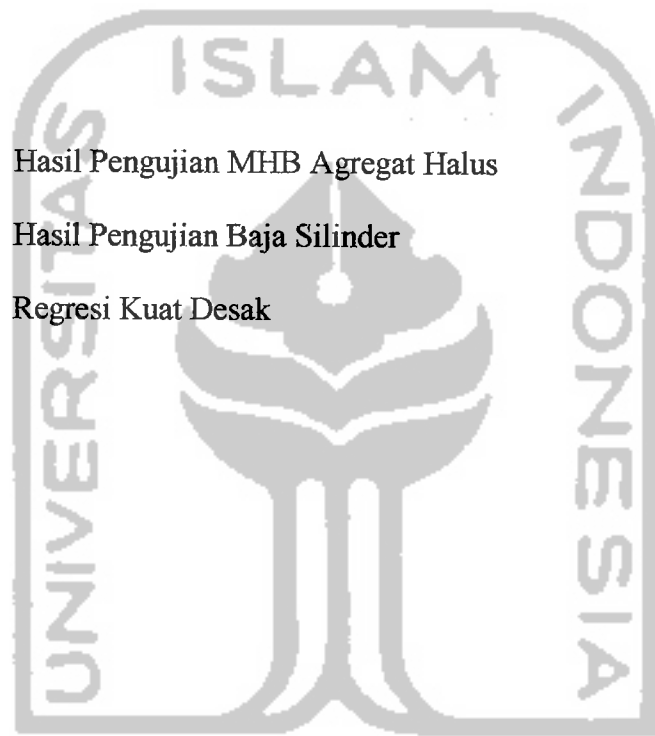 ISLAM
UNIVERSITAS
INDONESIA
Hasil Pengujian MHB Agregat Halus
Hasil Pengujian Baja Silinder
Regresi Kuat Desak